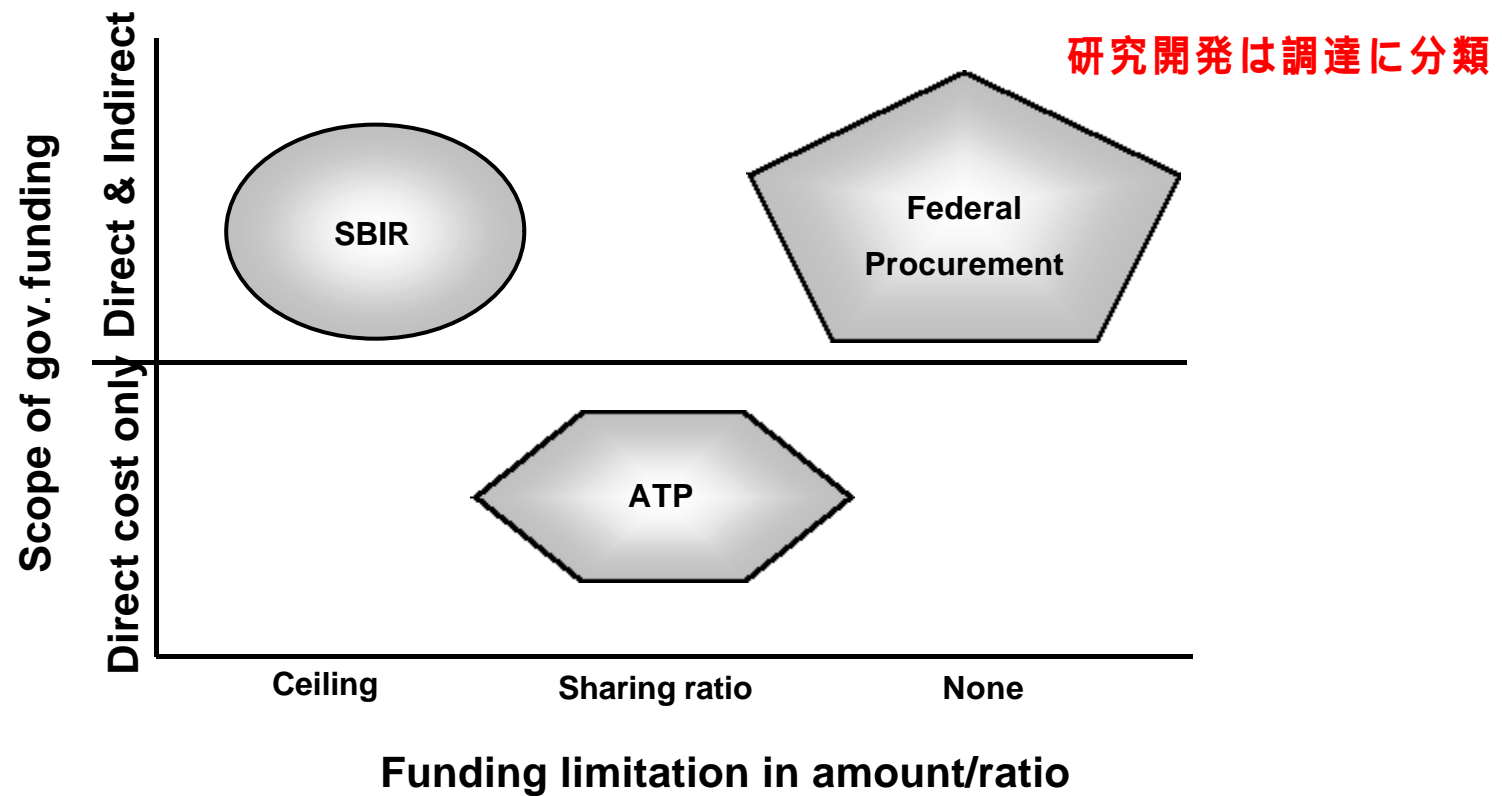 研究開発は調達に分類
Scope of gov.funding
Direct & Indirect
Direct cost only
SBIR
Federal
Procurement
ATP
Ceiling
Sharing ratio
None
Funding limitation in amount/ratio